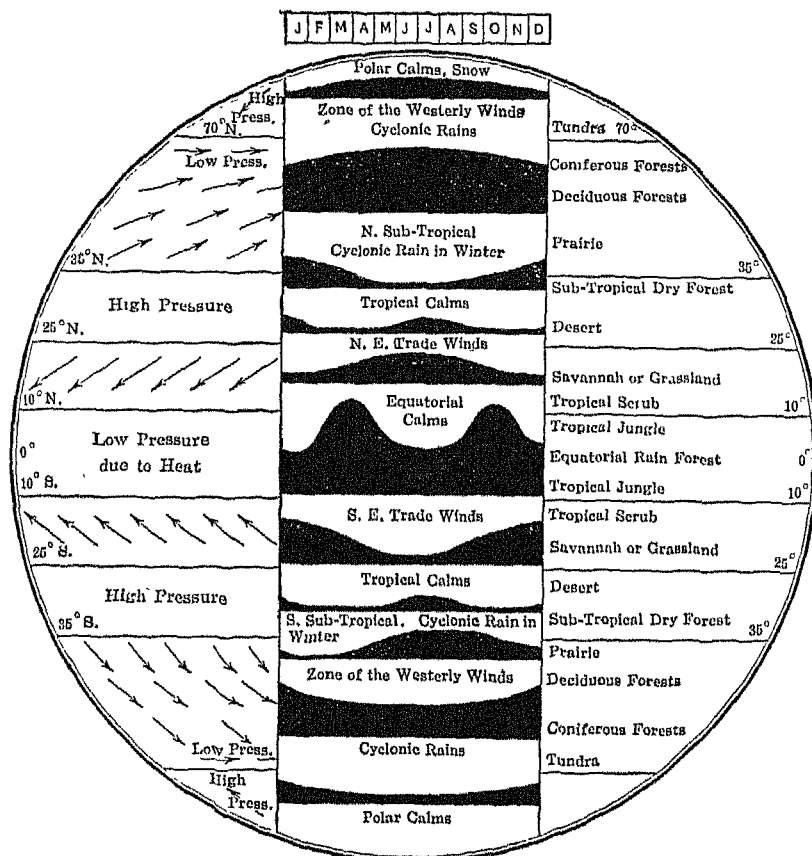 J F M A M J J A S O N D
Polar Calms, Snow
High
Press.
70° N.
Zone of the Westerly Winds
Cyclonic Rains
Tundra 70°
Low Press.
Coniferous Forests
Deciduous Forests
N. Sub-Tropical
Cyclonic Rain in Winter
Prairie
35° N.
35°
Sub-Tropical Dry Forest
High Pressure
Tropical Calms
25° N.
Desert
25°
N. E. Trade Winds
Savannah or Grassland
10° N.
Equatorial
Calms
Tropical Scrub
10°
Low Pressure
due to Heat
Tropical Jungle
0°
Equatorial Rain Forest
0°
10° S.
Tropical Jungle
10°
S. E. Trade Winds
Tropical Scrub
25° S.
Savannah or Grassland
25°
High Pressure
Tropical Calms
Desert
35° S.
S. Sub-Tropical. Cyclonic Rain in
Winter
Sub-Tropical Dry Forest
35°
Prairie
Zone of the Westerly Winds
Deciduous Forests
Coniferous Forests
Low Press.
Cyclonic Rains
Tundra
High
Press.
Polar Calms